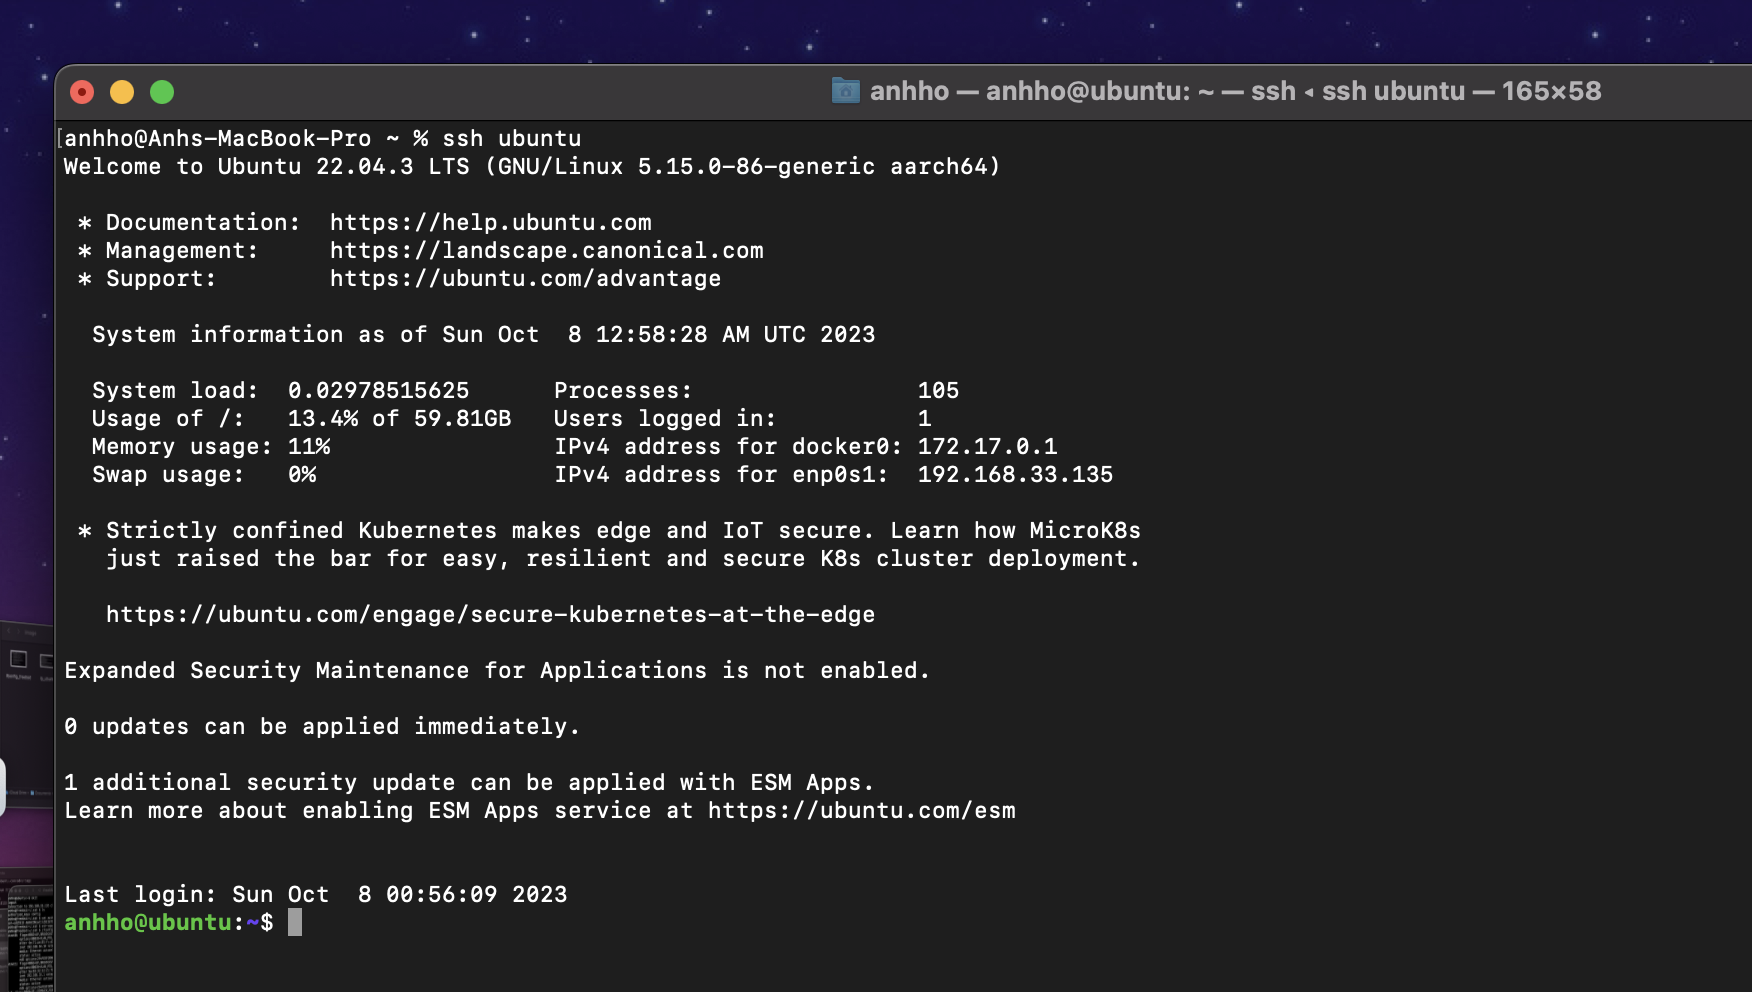 anhho — anhho@ubuntu: ~ — ssh ◂ ssh ubuntu — 165×58
[anhho@Anhs-MacBook-Pro ~ % ssh ubuntu
Welcome to Ubuntu 22.04.3 LTS (GNU/Linux 5.15.0-86-generic aarch64)
* Documentation:  https://help.ubuntu.com
* Management:     https://landscape.canonical.com
* Support:        https://ubuntu.com/advantage
System information as of Sun Oct  8 12:58:28 AM UTC 2023
System load:  0.02978515625      Processes:                105
Usage of /:   13.4% of 59.81GB   Users logged in:          1
Memory usage: 11%                IPv4 address for docker0: 172.17.0.1
Swap usage:   0%                 IPv4 address for enp0s1:  192.168.33.135
* Strictly confined Kubernetes makes edge and IoT secure. Learn how MicroK8s
just raised the bar for easy, resilient and secure K8s cluster deployment.
https://ubuntu.com/engage/secure-kubernetes-at-the-edge
Expanded Security Maintenance for Applications is not enabled.
0 updates can be applied immediately.
1 additional security update can be applied with ESM Apps.
Learn more about enabling ESM Apps service at https://ubuntu.com/esm
Last login: Sun Oct  8 00:56:09 2023
anhho@ubuntu:~$